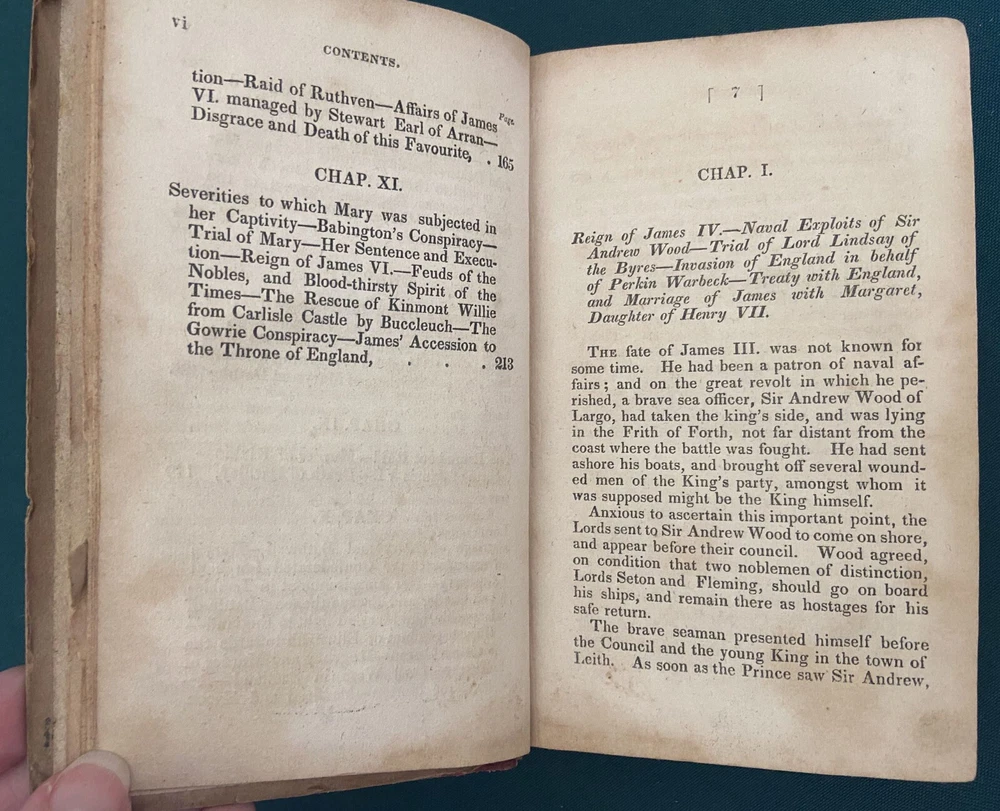 vi
CONTENTS.
Page
tion—Raid of Ruthven—Affairs of James
VI. managed by Stewart Earl of Arran—
Disgrace and Death of this Favourite, . 165
CHAP. XI.
Severities to which Mary was subjected in
her Captivity—Babington's Conspiracy—
Trial of Mary—Her Sentence and Execu-
tion—Reign of James VI.—Feuds of the
Nobles, and Blood-thirsty Spirit of the
Times—The Rescue of Kinmont Willie
from Carlisle Castle by Buccleuch—The
Gowrie Conspiracy—James' Accession to
the Throne of England, . . . 213
[ 7 ]
CHAP. I.
Reign of James IV.—Naval Exploits of Sir
Andrew Wood—Trial of Lord Lindsay of
the Byres—Invasion of England in behalf
of Perkin Warbeck—Treaty with England,
and Marriage of James with Margaret,
Daughter of Henry VII.
THE fate of James III. was not known for
some time. He had been a patron of naval af-
fairs; and on the great revolt in which he pe-
rished, a brave sea officer, Sir Andrew Wood of
Largo, had taken the king's side, and was lying
in the Frith of Forth, not far distant from the
coast where the battle was fought. He had sent
ashore his boats, and brought off several wound-
ed men of the King's party, amongst whom it
was supposed might be the King himself.
Anxious to ascertain this important point, the
Lords sent to Sir Andrew Wood to come on shore,
and appear before their council. Wood agreed,
on condition that two noblemen of distinction,
Lords Seton and Fleming, should go on board
his ships, and remain there as hostages for his
safe return.
The brave seaman presented himself before
the Council and the young King in the town of
Leith. As soon as the Prince saw Sir Andrew,